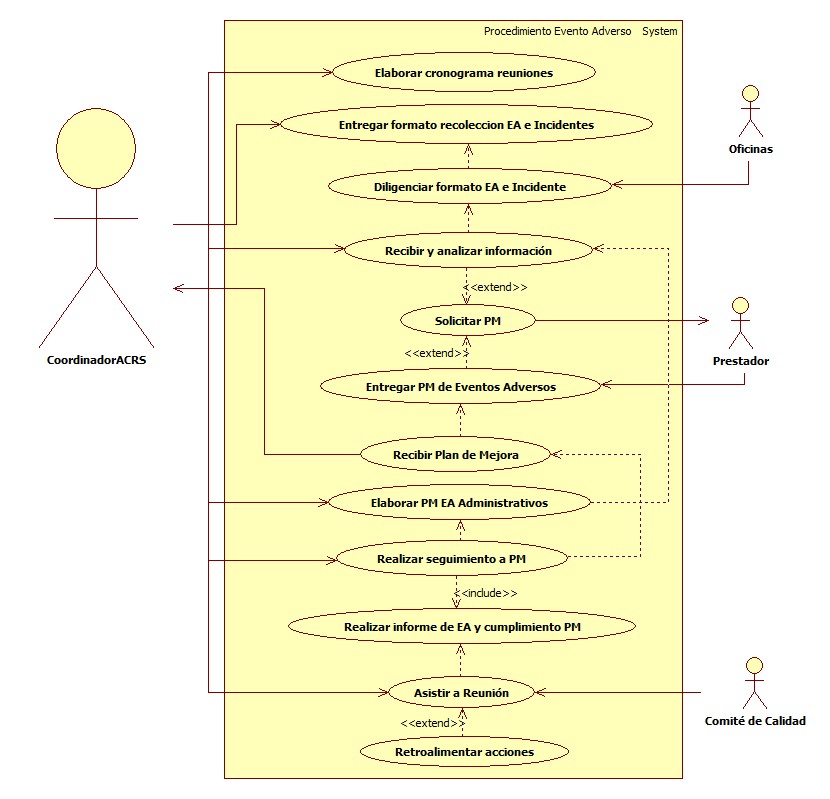 Procedimiento Evento Adverso System
Elaborar cronograma reuniones
Entregar formato recoleccion EA e Incidentes
Oficinas
Diligenciar formato EA e Incidente
Recibir y analizar información
<<extend>>
Solicitar PM
CoordinadorACRS
Prestador
<<extend>>
Entregar PM de Eventos Adversos
Recibir Plan de Mejora
Elaborar PM EA Administrativos
Realizar seguimiento a PM
<<include>>
Realizar informe de EA y cumplimiento PM
Asistir a Reunión
Comité de Calidad
<<extend>>
Retroalimentar acciones